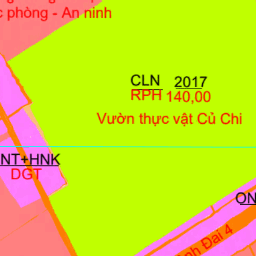 c phòng - An ninh
CLN 2017
RPH 140,00
Vườn thực vật Củ Chi
NT+HNK
DGT
ON
nh Đai 4